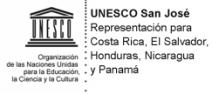 UNESCO
Organización
de las Naciones Unidas
para la Educación,
la Ciencia y la Cultura
UNESCO San José
Representación para
Costa Rica, El Salvador,
Honduras, Nicaragua
y Panamá